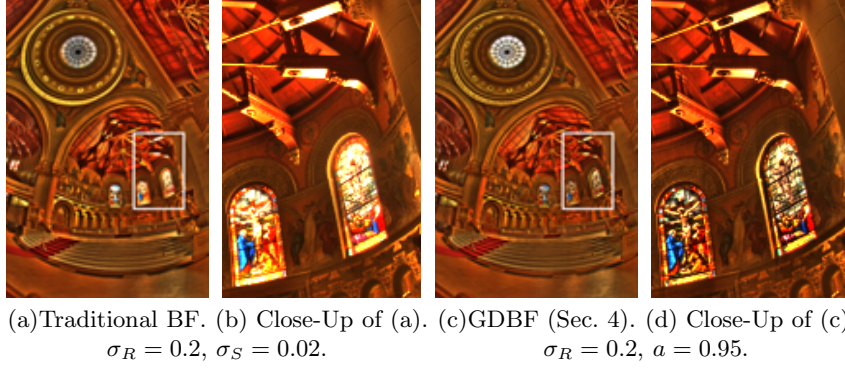 (a)Traditional BF. (b) Close-Up of (a). (c)GDBF (Sec. 4). (d) Close-Up of (c)
σ_R = 0.2, σ_S = 0.02. σ_R = 0.2, a = 0.95.